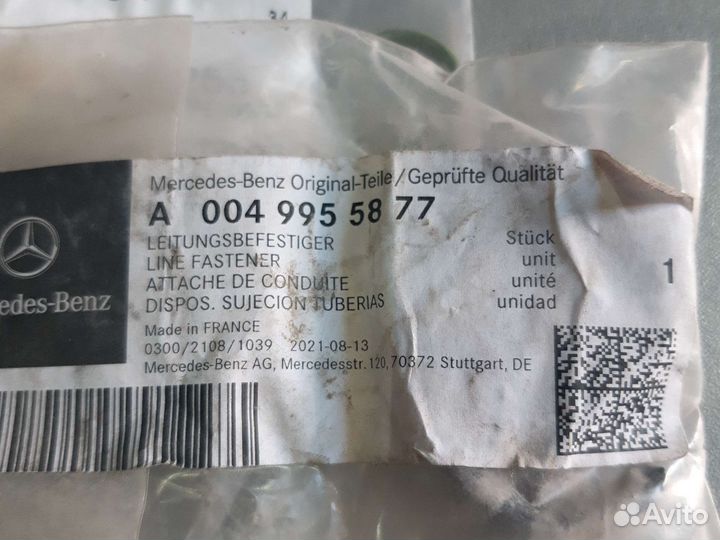 34
Mercedes-Benz Original-Teile/Geprüfte Qualität
A 004 995 58 77
LEITUNGSBEFESTIGER Stück
LINE FASTENER unit
ATTACHE DE CONDUITE unité 1
DISPOS. SUJECION TUBERIAS unidad
edes-Benz
Made in FRANCE
0300/2108/1039 2021-08-13
Mercedes-Benz AG, Mercedesstr. 120, 70372 Stuttgart, DE
Avito